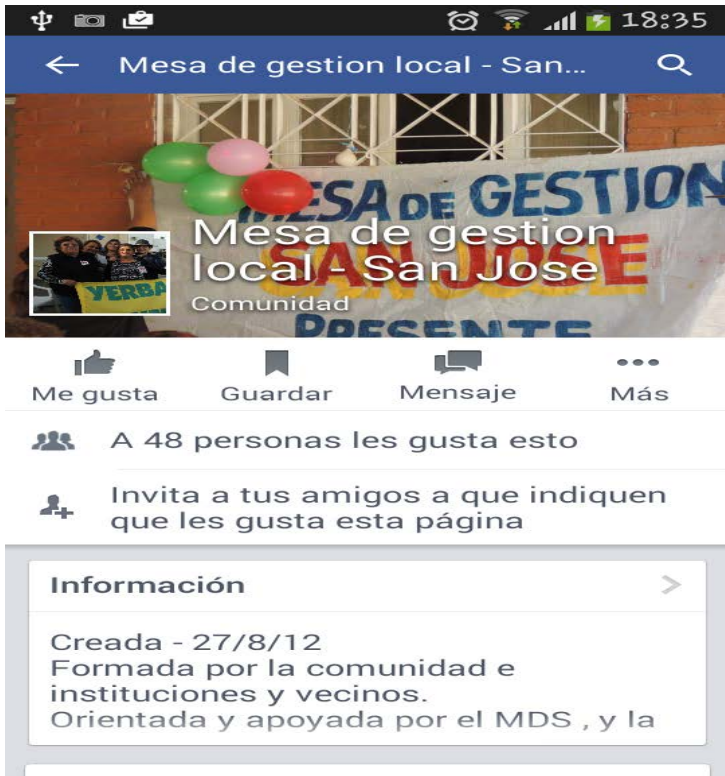 18:35
Mesa de gestion local - San...
MESA DE GESTION
SAN JOSE
PRESENTE
Mesa de gestion
local - San Jose
Comunidad
YERBA
Me gusta
Guardar
Mensaje
Más
A 48 personas les gusta esto
Invita a tus amigos a que indiquen
que les gusta esta página
Información
Creada - 27/8/12
Formada por la comunidad e
instituciones y vecinos.
Orientada y apoyada por el MDS , y la